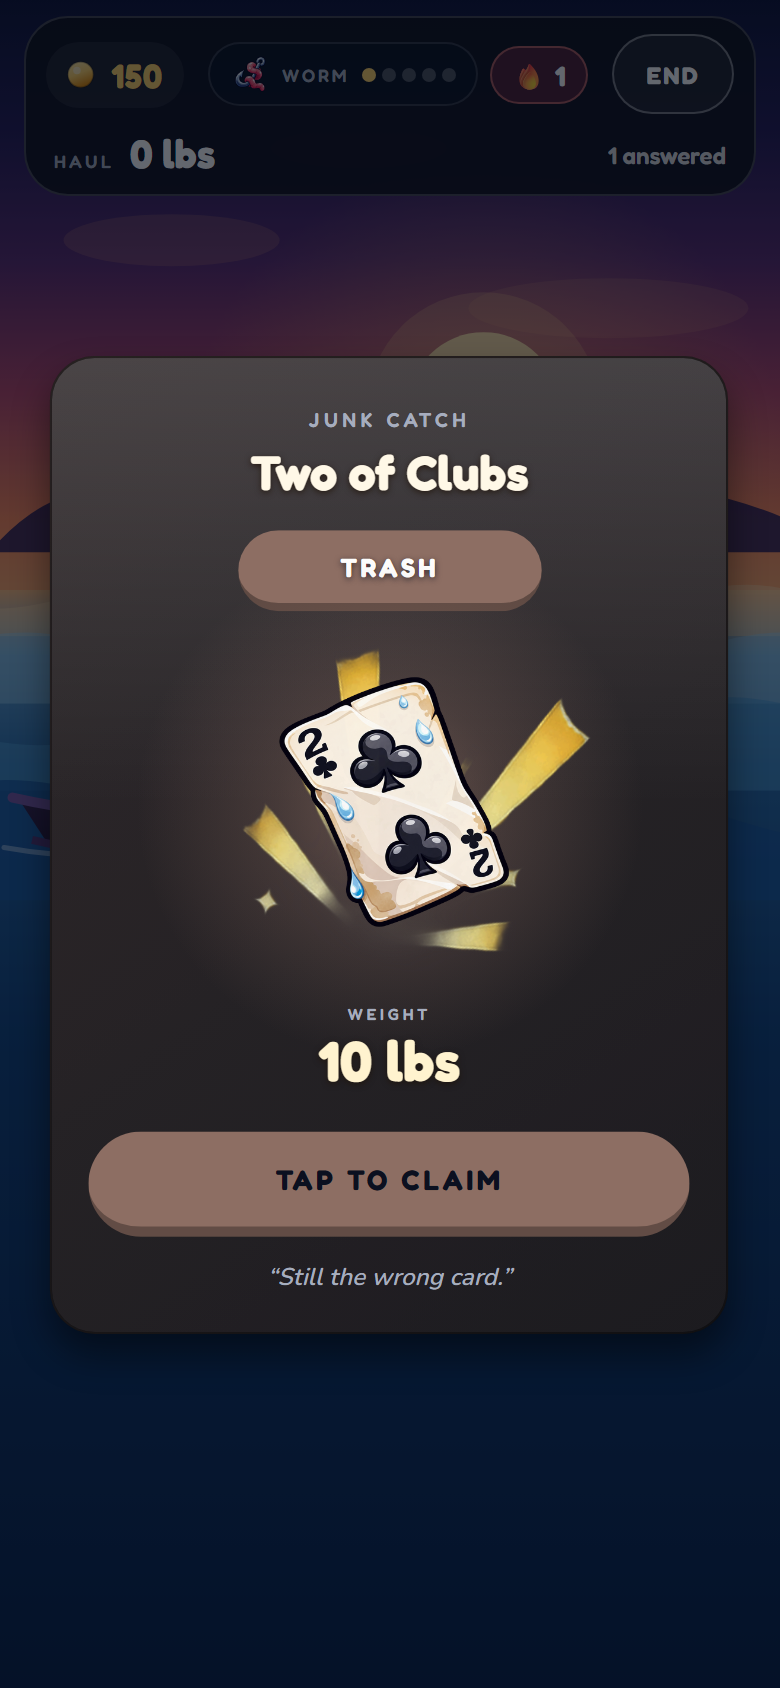 150
WORM
1
END
HAUL 0 lbs
1 answered
JUNK CATCH
Two of Clubs
TRASH
2
2
WEIGHT
10 lbs
TAP TO CLAIM
“Still the wrong card.”